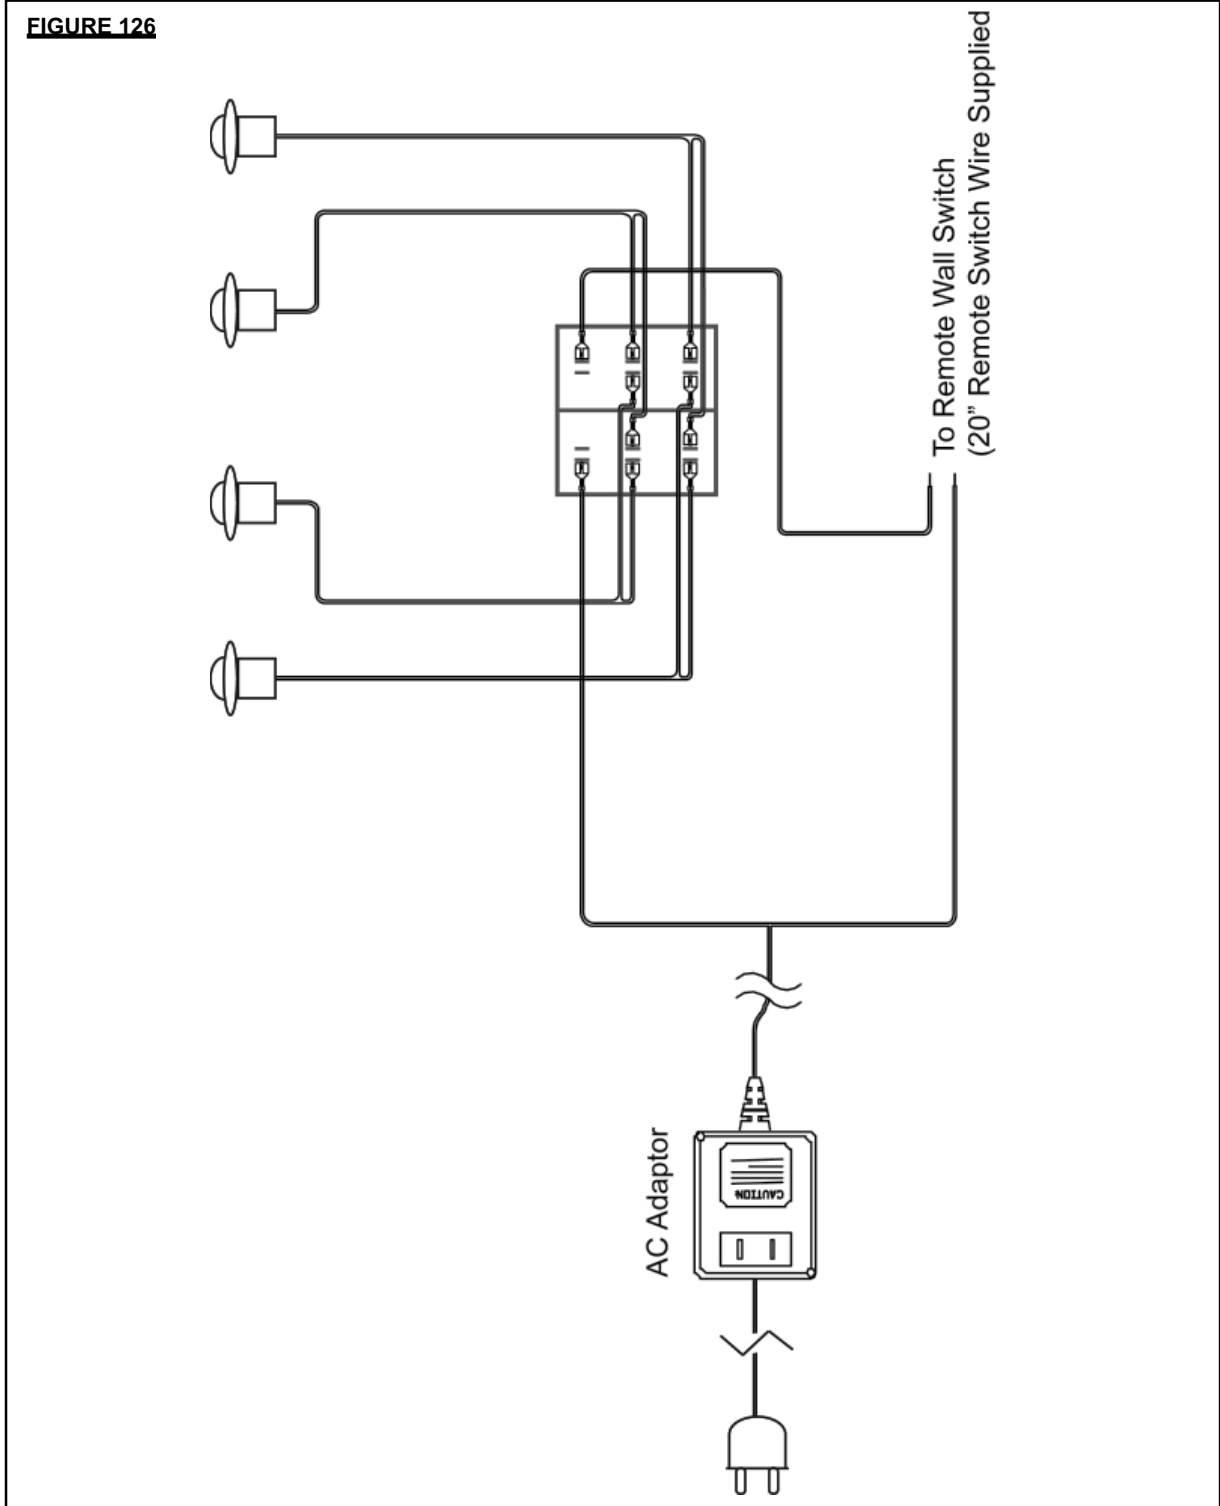 FIGURE 126
To Remote Wall Switch
(20” Remote Switch Wire Supplied
AC Adaptor
CAUTION